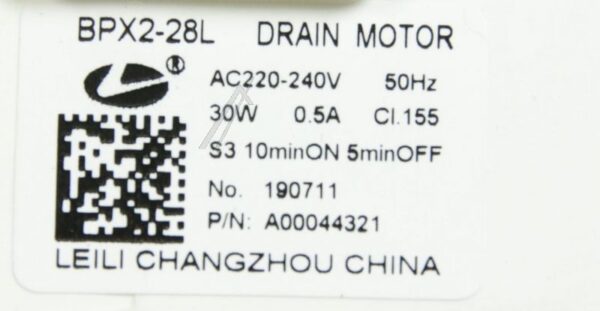 BPX2-28L DRAIN MOTOR
®
AC220-240V 50Hz
30W 0.5A Cl.155
S3 10minON 5minOFF
No. 190711
P/N: A00044321
LEILI CHANGZHOU CHINA